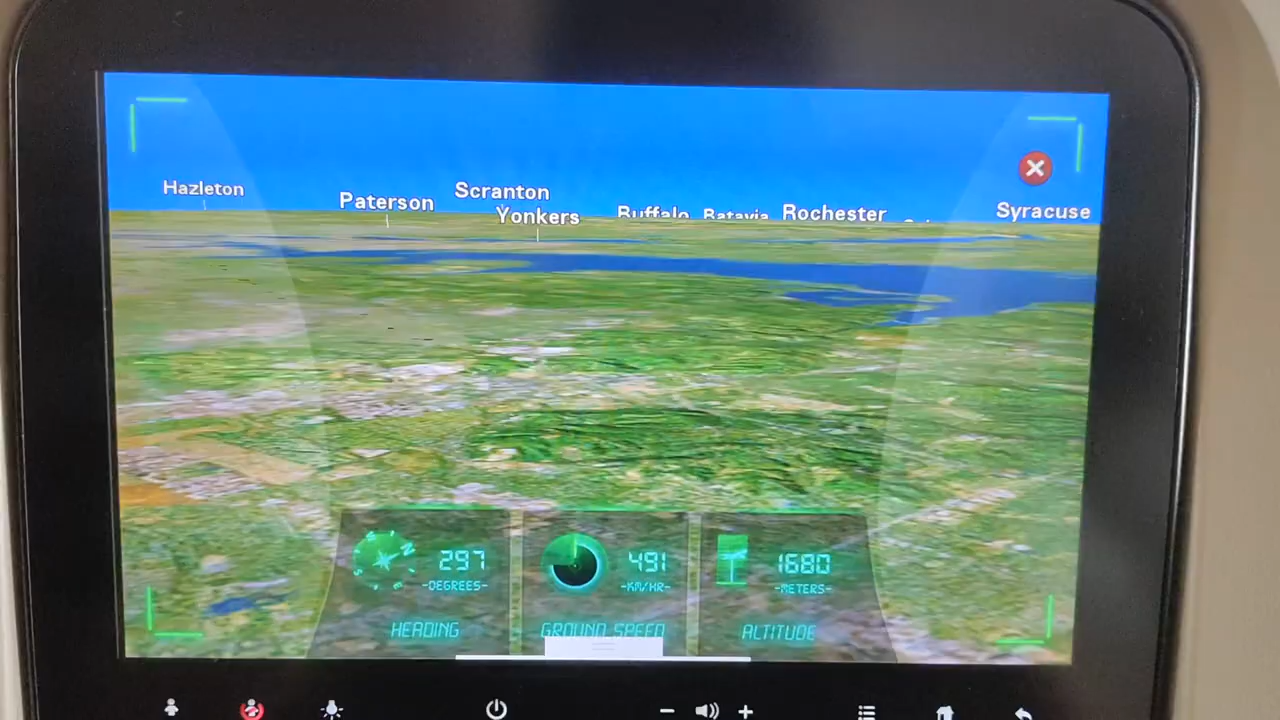 Hazleton
Paterson
Scranton
Yonkers
Buffalo
Batavia
Rochester
Syracuse
297
-DEGREES-
HEADING
491
-KM/HR-
GROUND SPEED
1680
-METERS-
ALTITUDE